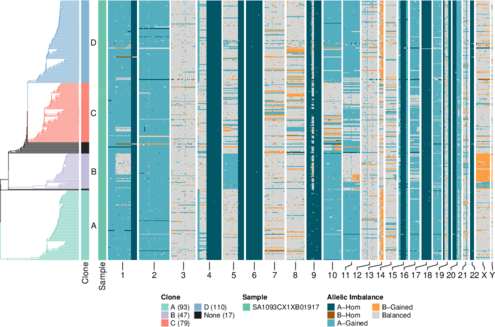 D
C
B
A
Clone
Sample
1
2
3
4
5
6
7
8
9
10
11
12
13
14
15
16
17
18
19
20
21
22 X Y
Clone
A (93)
B (47)
C (79)
D (110)
None (17)
Sample
SA1093CX1XB01917
Allelic Imbalance
A-Hom
B-Hom
A-Gained
B-Gained
Balanced